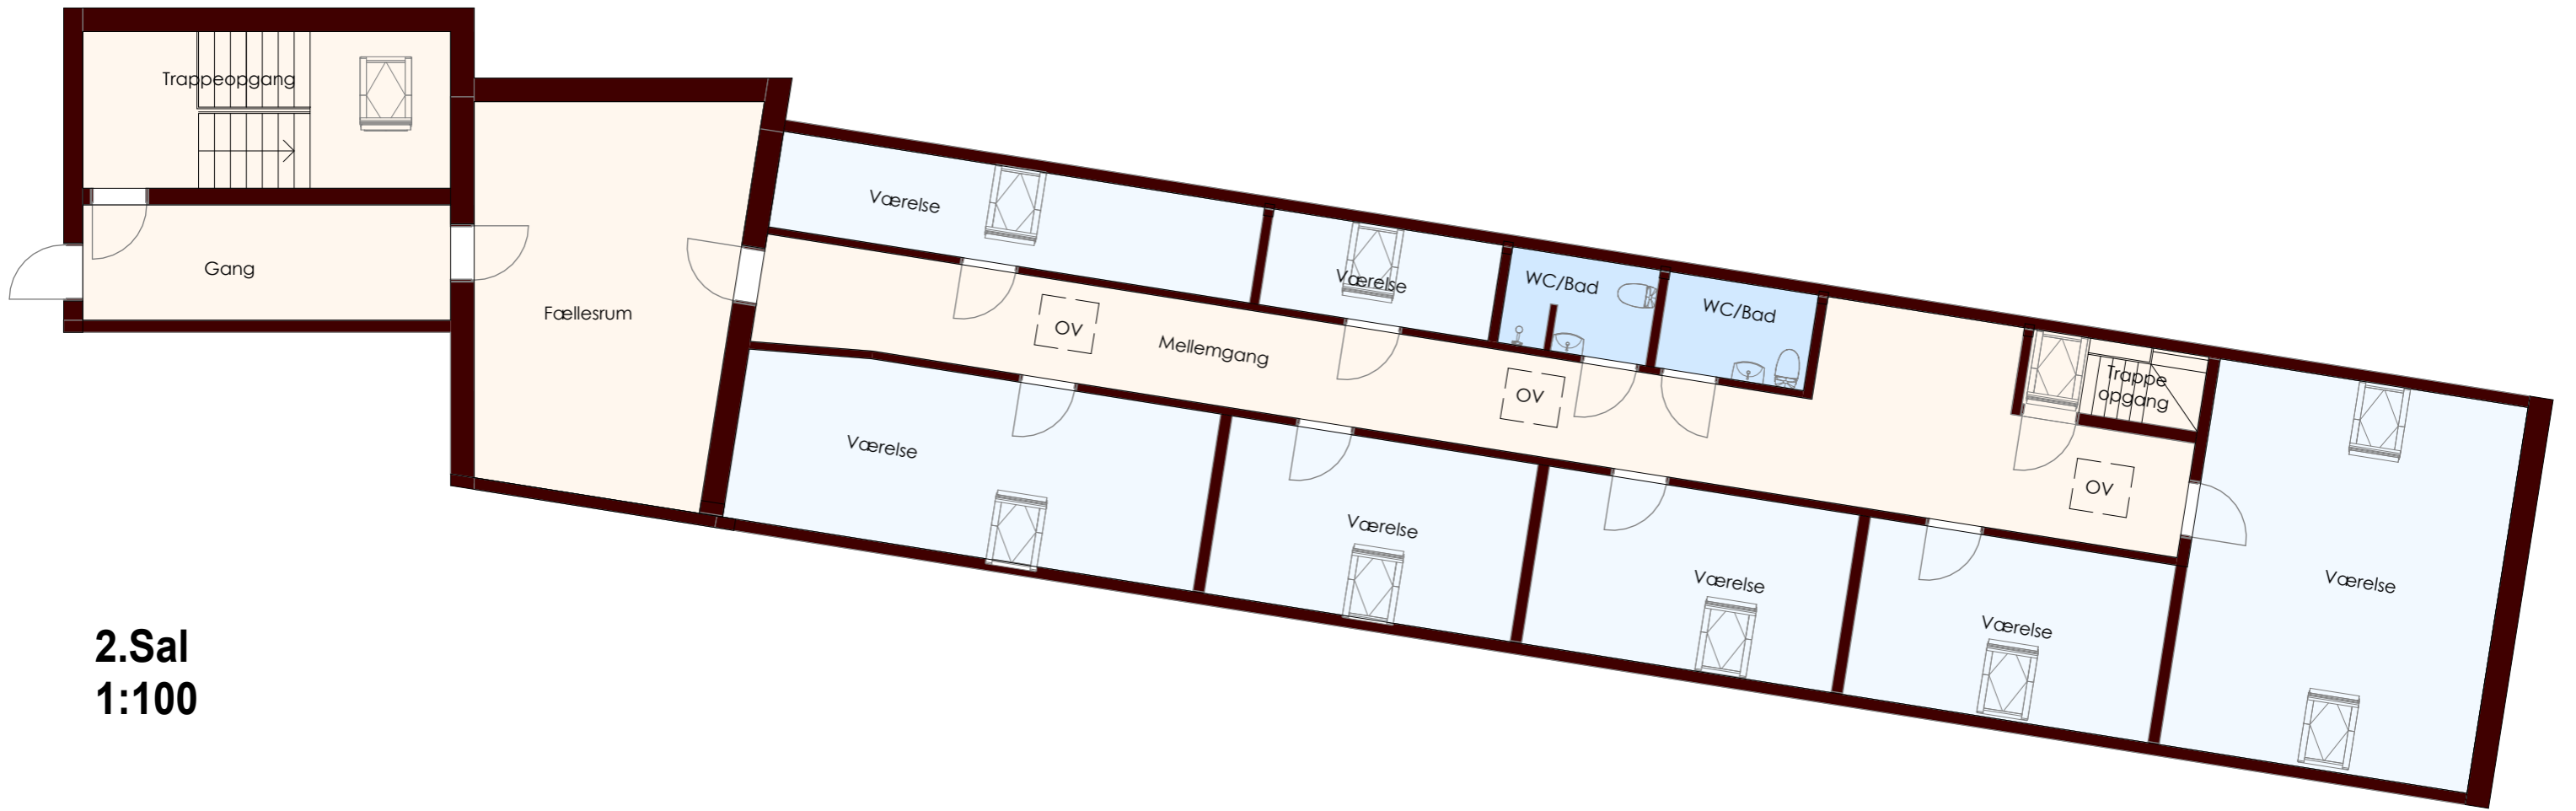 Trappeopgang
Gang
Fællesrum
Værelse
Værelse
WC/Bad
WC/Bad
OV
Mellemgang
OV
Trappe
opgang
OV
Værelse
Værelse
Værelse
Værelse
Værelse
2.Sal
1:100